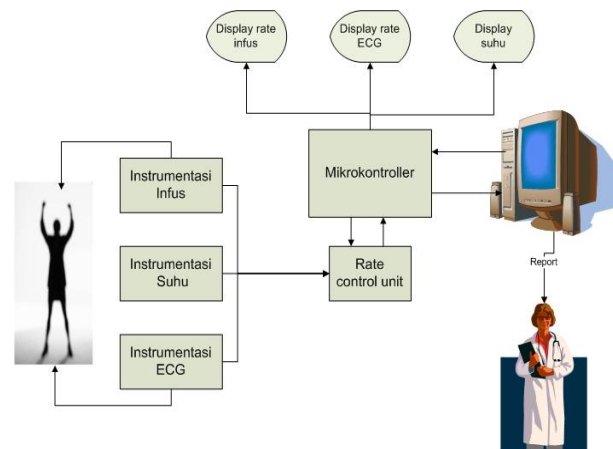 Display rate
infus
Display rate
ECG
Display
suhu
Instrumentasi
Infus
Mikrokontroller
Instrumentasi
Suhu
Rate
control unit
Report
Instrumentasi
ECG